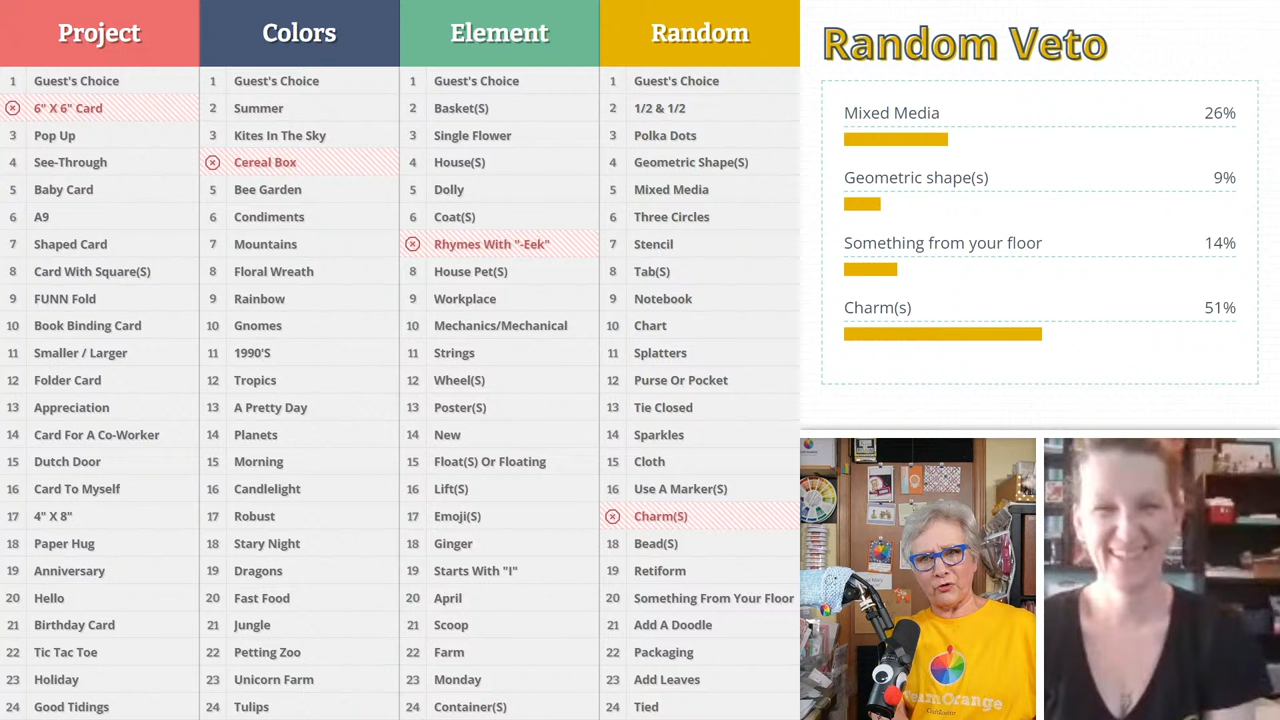 Project
1 Guest's Choice
6" X 6" Card
3 Pop Up
4 See-Through
5 Baby Card
6 A9
7 Shaped Card
8 Card With Square(S)
9 FUNN Fold
10 Book Binding Card
11 Smaller / Larger
12 Folder Card
13 Appreciation
14 Card For A Co-Worker
15 Dutch Door
16 Card To Myself
17 4" X 8"
18 Paper Hug
19 Anniversary
20 Hello
21 Birthday Card
22 Tic Tac Toe
23 Holiday
24 Good Tidings
Colors
1 Guest's Choice
2 Summer
3 Kites In The Sky
Cereal Box
5 Bee Garden
6 Condiments
7 Mountains
8 Floral Wreath
9 Rainbow
10 Gnomes
11 1990'S
12 Tropics
13 A Pretty Day
14 Planets
15 Morning
16 Candlelight
17 Robust
18 Stary Night
19 Dragons
20 Fast Food
21 Jungle
22 Petting Zoo
23 Unicorn Farm
24 Tulips
Element
1 Guest's Choice
2 Basket(S)
3 Single Flower
4 House(S)
5 Dolly
6 Coat(S)
Rhymes With "-Eek"
8 House Pet(S)
9 Workplace
10 Mechanics/Mechanical
11 Strings
12 Wheel(S)
13 Poster(S)
14 New
15 Float(S) Or Floating
16 Lift(S)
17 Emoji(S)
18 Ginger
19 Starts With "I"
20 April
21 Scoop
22 Farm
23 Monday
24 Container(S)
Random
1 Guest's Choice
2 1/2 & 1/2
3 Polka Dots
4 Geometric Shape(S)
5 Mixed Media
6 Three Circles
7 Stencil
8 Tab(S)
9 Notebook
10 Chart
11 Splatters
12 Purse Or Pocket
13 Tie Closed
14 Sparkles
15 Cloth
16 Use A Marker(S)
Charm(S)
18 Bead(S)
19 Retiform
20 Something From Your Floor
21 Add A Doodle
22 Packaging
23 Add Leaves
24 Tied
Random Veto
Mixed Media 26%
Geometric shape(s) 9%
Something from your floor 14%
Charm(s) 51%
TeamOrange